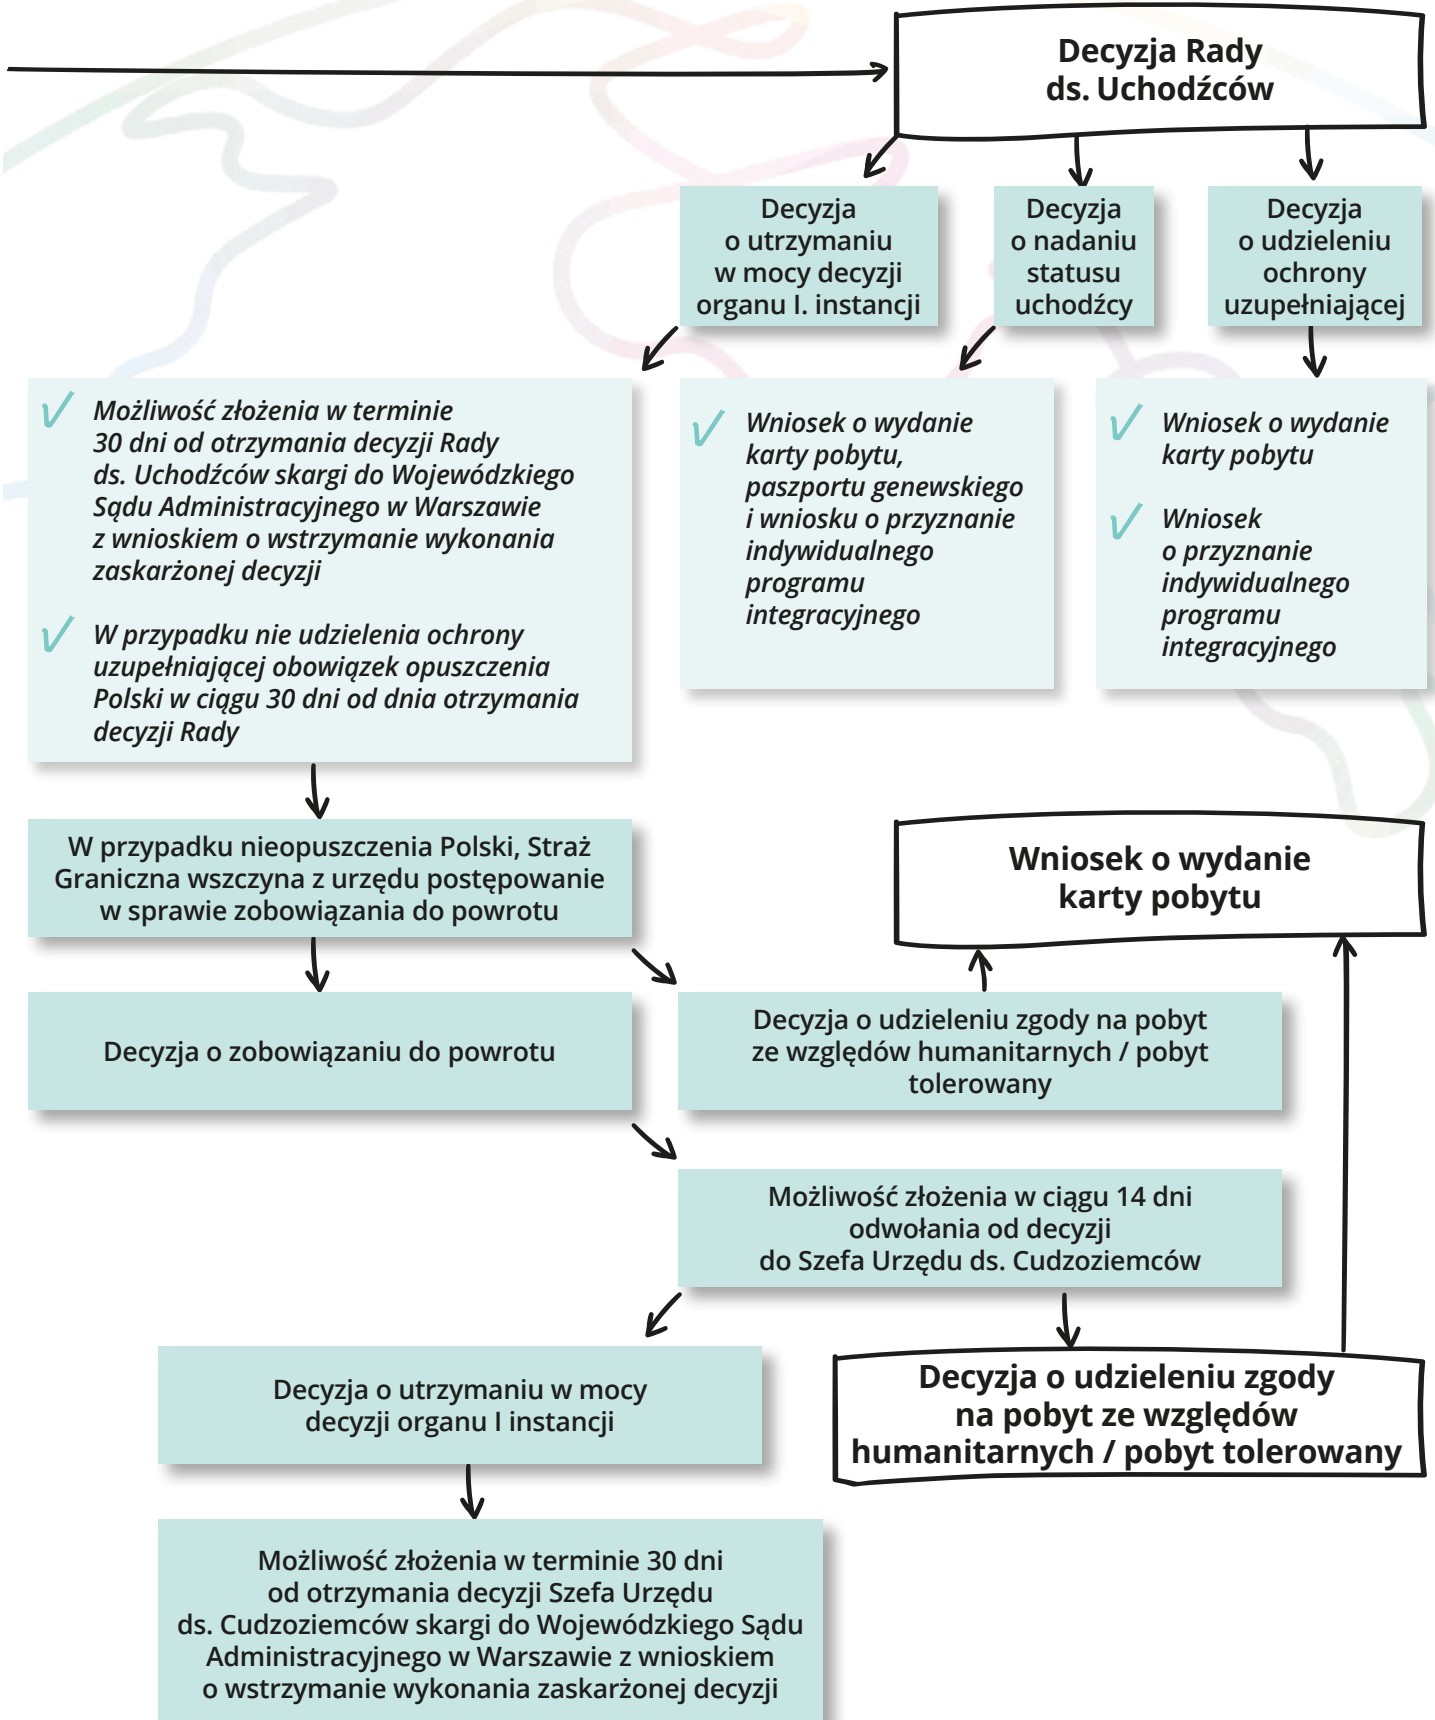 Decyzja Rady
ds. Uchodźców
Decyzja
o utrzymaniu
w mocy decyzji
organu I. instancji
Decyzja
o nadaniu
statusu
uchodźcy
Decyzja
o udzieleniu
ochrony
uzupełniającej
Możliwość złożenia w terminie
30 dni od otrzymania decyzji Rady
ds. Uchodźców skargi do Wojewódzkiego
Sądu Administracyjnego w Warszawie
z wnioskiem o wstrzymanie wykonania
zaskarżonej decyzji
W przypadku nie udzielenia ochrony
uzupełniającej obowiązek opuszczenia
Polski w ciągu 30 dni od dnia otrzymania
decyzji Rady
Wniosek o wydanie
karty pobytu,
paszportu genewskiego
i wniosku o przyznanie
indywidualnego
programu
integracyjnego
Wniosek o wydanie
karty pobytu
Wniosek
o przyznanie
indywidualnego
programu
integracyjnego
W przypadku nieopuszczenia Polski, Straż
Graniczna wszczyna z urzędu postępowanie
w sprawie zobowiązania do powrotu
Wniosek o wydanie
karty pobytu
Decyzja o zobowiązaniu do powrotu
Decyzja o udzieleniu zgody na pobyt
ze względów humanitarnych / pobyt
tolerowany
Możliwość złożenia w ciągu 14 dni
odwołania od decyzji
do Szefa Urzędu ds. Cudzoziemców
Decyzja o utrzymaniu w mocy
decyzji organu I instancji
Decyzja o udzieleniu zgody
na pobyt ze względów
humanitarnych / pobyt tolerowany
Możliwość złożenia w terminie 30 dni
od otrzymania decyzji Szefa Urzędu
ds. Cudzoziemców skargi do Wojewódzkiego Sądu
Administracyjnego w Warszawie z wnioskiem
o wstrzymanie wykonania zaskarżonej decyzji